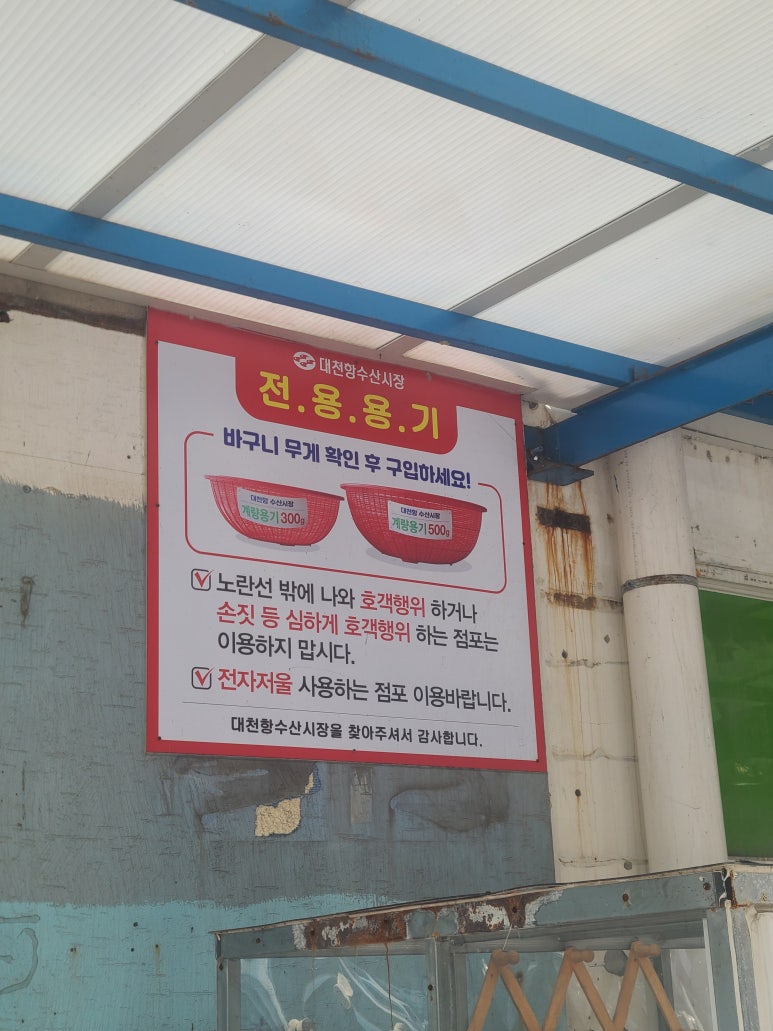 대천항수산시장
전.용.용.기
바구니 무게 확인 후 구입하세요!
대천항 수산시장
계량용기 300g
대천항 수산시장
계량용기 500g
노란선 밖에 나와 호객행위 하거나
손짓 등 심하게 호객행위 하는 점포는
이용하지 맙시다.
전자저울 사용하는 점포 이용바랍니다.
대천항수산시장을 찾아주셔서 감사합니다.